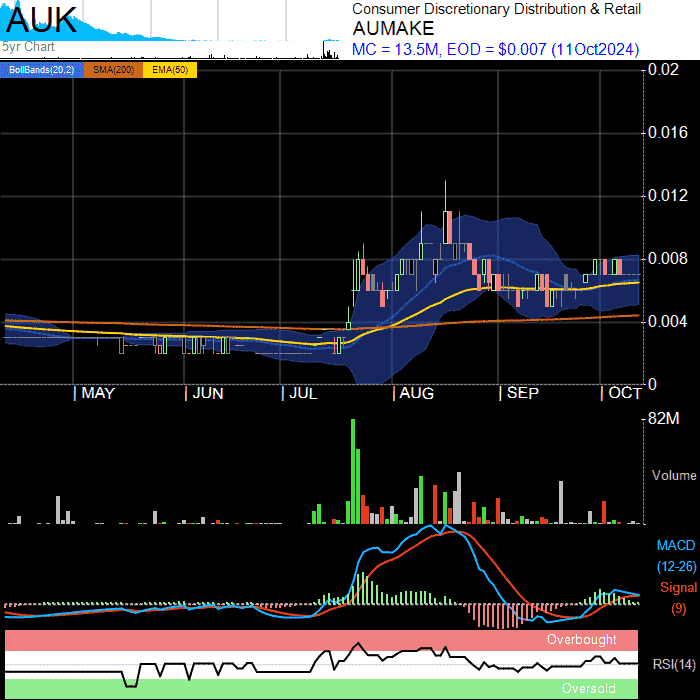 AUK
5yr Chart
Consumer Discretionary Distribution & Retail
AUMAKE
MC = 13.5M, EOD = $0.007 (11Oct2024)
BollBands(20,2) SMA(200) EMA(50)
0.02
0.016
0.012
0.008
0.004
0
MAY JUN JUL AUG SEP OCT
82M
Volume
MACD
(12-26)
Signal
(9)
Overbought
RSI(14)
Oversold